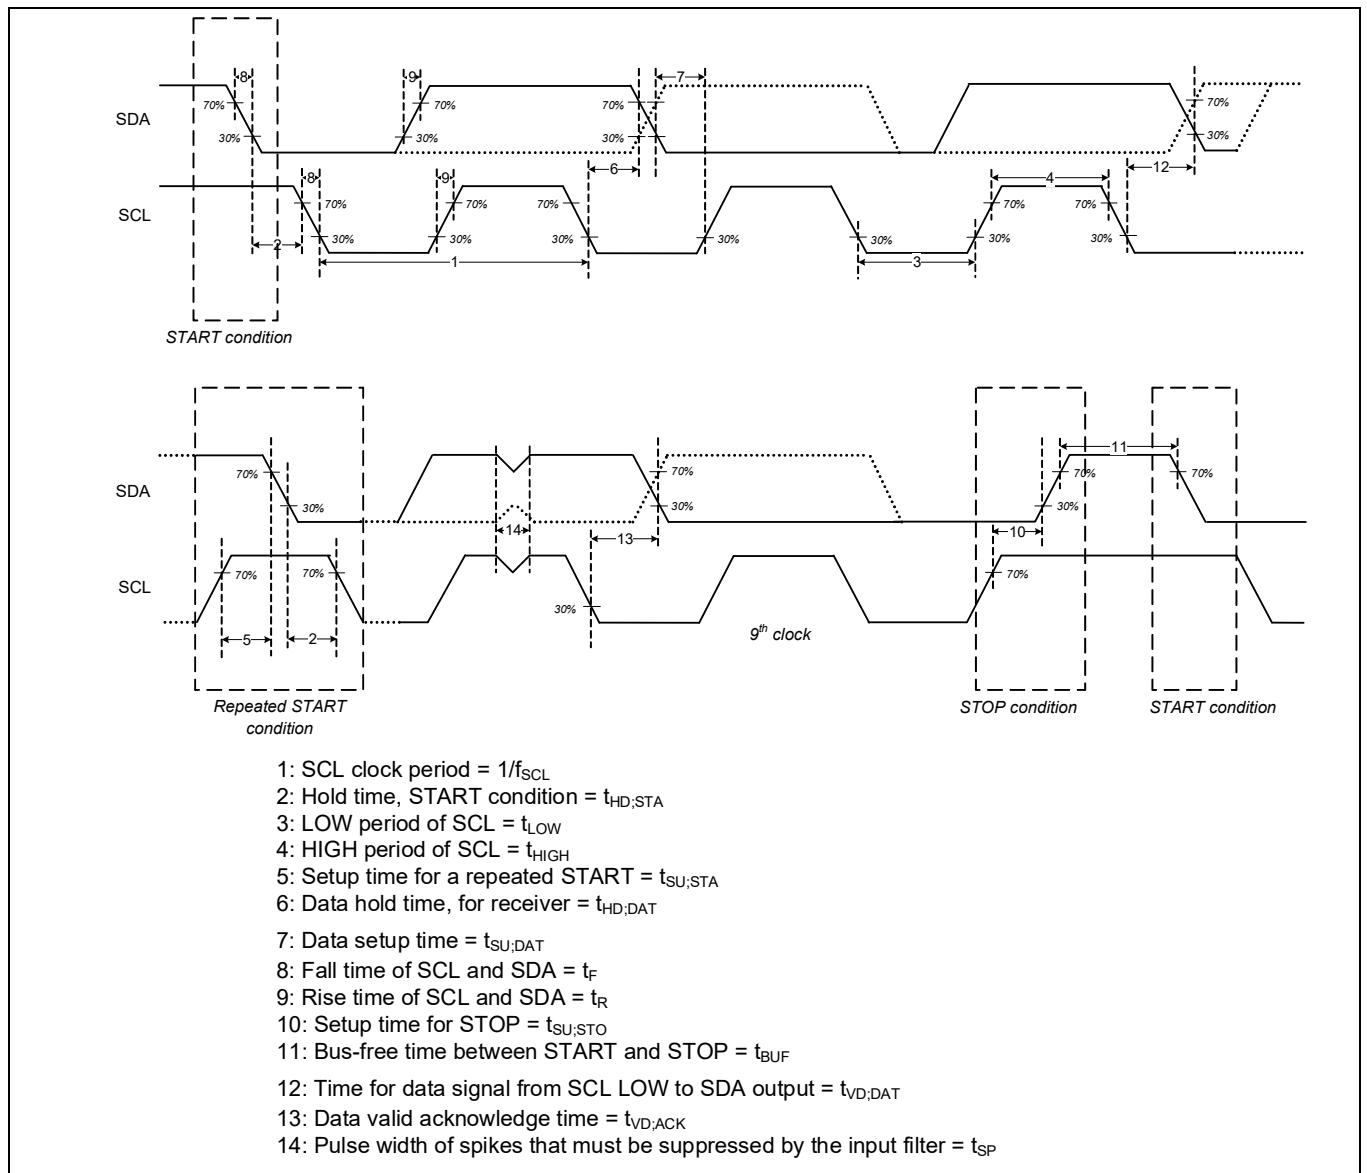 8 9 7
70% 70% 70% 70%
SDA
30% 30% 30% 30%
6 12
8 9 4
SCL
70% 70% 70% 70% 70%
30% 30% 30% 30% 30% 30% 30%
2 1 3
START condition
11
70% 70% 70% 70%
SDA
30% 30% 30%
14 13 10
SCL
70% 70% 70%
30%
5 2 9th clock
Repeated START STOP condition START condition
condition
1: SCL clock period = 1/fSCL
2: Hold time, START condition = tHD;STA
3: LOW period of SCL = tLOW
4: HIGH period of SCL = tHIGH
5: Setup time for a repeated START = tSU;STA
6: Data hold time, for receiver = tHD;DAT
7: Data setup time = tSU;DAT
8: Fall time of SCL and SDA = tF
9: Rise time of SCL and SDA = tR
10: Setup time for STOP = tSU;STO
11: Bus-free time between START and STOP = tBUF
12: Time for data signal from SCL LOW to SDA output = tVD;DAT
13: Data valid acknowledge time = tVD;ACK
14: Pulse width of spikes that must be suppressed by the input filter = tSP